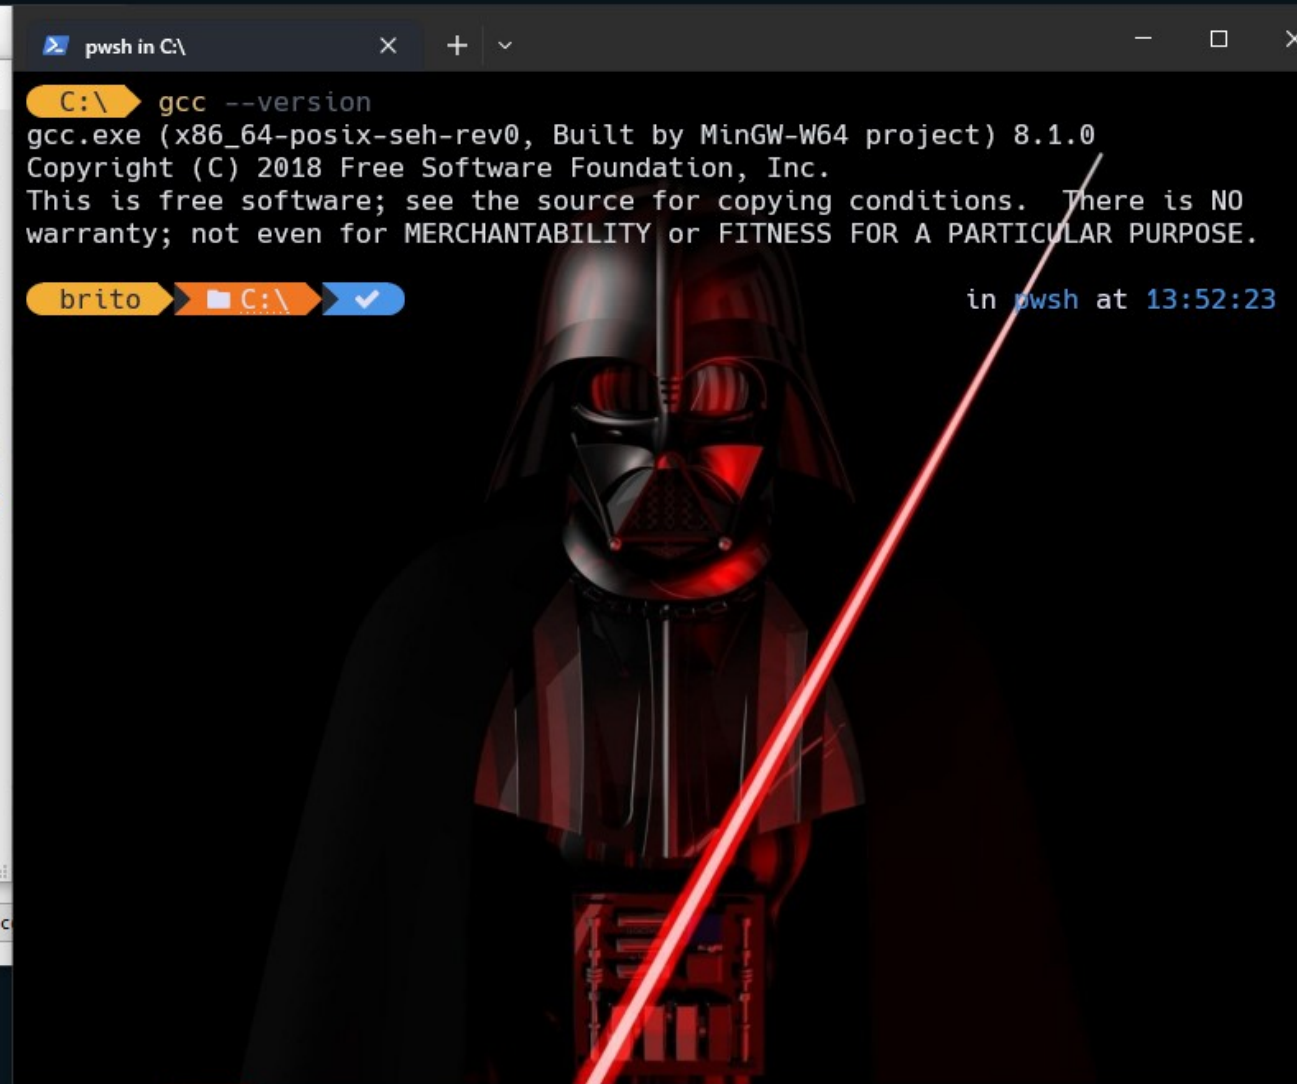 pwsh in C:\
C:\ gcc --version
gcc.exe (x86_64-posix-seh-rev0, Built by MinGW-W64 project) 8.1.0
Copyright (C) 2018 Free Software Foundation, Inc.
This is free software; see the source for copying conditions.  There is NO
warranty; not even for MERCHANTABILITY or FITNESS FOR A PARTICULAR PURPOSE.
brito C:\ in pwsh at 13:52:23